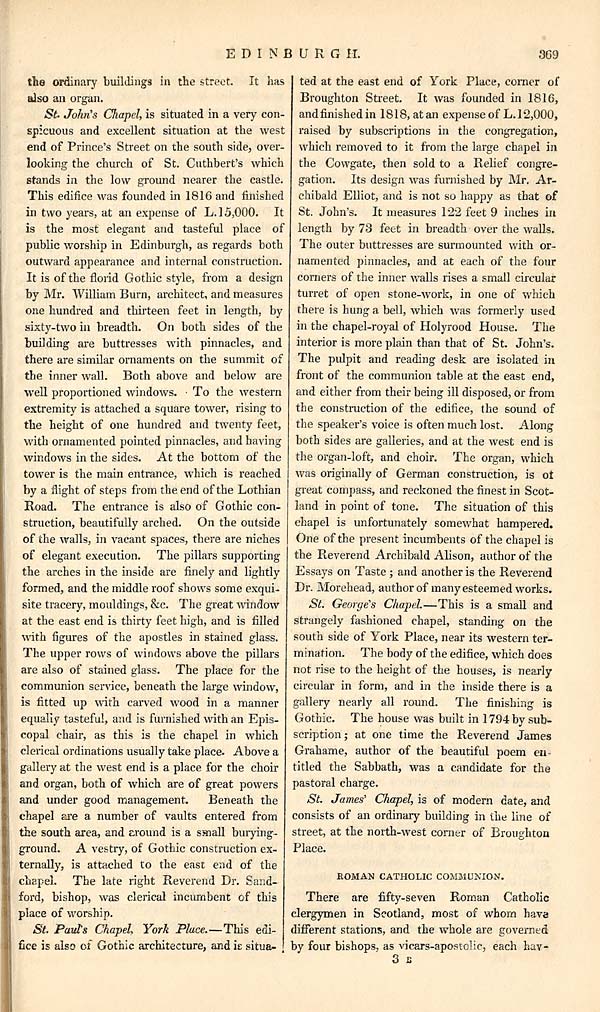 EDINBURGH.
369
the ordinary buildings in the street. It has
also an organ.
St. John's Chapel, is situated in a very con-
spicuous and excellent situation at the west
end of Prince's Street on the south side, over-
looking the church of St. Cuthbert's which
stands in the low ground nearer the castle.
This edifice was founded in 1816 and finished
in two years, at an expense of L.15,000. It
is the most elegant and tasteful place of
public worship in Edinburgh, as regards both
outward appearance and internal construction.
It is of the florid Gothic style, from a design
by Mr. William Burn, architect, and measures
one hundred and thirteen feet in length, by
sixty-two in breadth. On both sides of the
building are buttresses with pinnacles, and
there are similar ornaments on the summit of
the inner wall. Both above and below are
well proportioned windows. To the western
extremity is attached a square tower, rising to
the height of one hundred and twenty feet,
with ornamented pointed pinnacles, and having
windows in the sides. At the bottom of the
tower is the main entrance, which is reached
by a flight of steps from the end of the Lothian
Road. The entrance is also of Gothic con-
struction, beautifully arched. On the outside
of the walls, in vacant spaces, there are niches
of elegant execution. The pillars supporting
the arches in the inside are finely and lightly
formed, and the middle roof shows some exqui-
site tracery, mouldings, &c. The great window
at the east end is thirty feet high, and is filled
with figures of the apostles in stained glass.
The upper rows of windows above the pillars
are also of stained glass. The place for the
communion service, beneath the large window,
is fitted up with carved wood in a manner
equally tasteful, and is furnished with an Epis-
copal chair, as this is the chapel in which
clerical ordinations usually take place. Above a
gallery at the west end is a place for the choir
and organ, both of which are of great powers
and under good management. Beneath the
chapel are a number of vaults entered from
the south area, and around is a small burying-
ground. A vestry, of Gothic construction ex-
ternally, is attached to the east end of the
chapel. The late right Reverend Dr. Sand-
ford, bishop, was clerical incumbent of this
place of worship.
St. Paul's Chapel, York Place.—This edi-
fice is also of Gothic architecture, and is situa-
ted at the east end of York Place, corner of
Broughton Street. It was founded in 1816,
and finished in 1818, at an expense of L.12,000,
raised by subscriptions in the congregation,
which removed to it from the large chapel in
the Cowgate, then sold to a Relief congre-
gation. Its design was furnished by Mr. Ar-
chibald Elliot, and is not so happy as that of
St. John's. It measures 122 feet 9 inches in
length by 73 feet in breadth over the walls.
The outer buttresses are surmounted with or-
namented pinnacles, and at each of the four
corners of the inner walls rises a small circular
turret of open stone-work, in one of which
there is hung a bell, which was formerly used
in the chapel-royal of Holyrood House. The
interior is more plain than that of St. John's.
The pulpit and reading desk are isolated in
front of the communion table at the east end,
and either from their being ill disposed, or from
the construction of the edifice, the sound of
the speaker's voice is often much lost. Along
both sides are galleries, and at the west end is
the organ-loft, and choir. The organ, which
was originally of German construction, is of
great compass, and reckoned the finest in Scot-
land in point of tone. The situation of this
chapel is unfortunately somewhat hampered.
One of the present incumbents of the chapel is
the Reverend Archibald Alison, author of the
Essays on Taste; and another is the Reverend
Dr. Morehead, author of many esteemed works.
St. George's Chapel.—This is a small and
strangely fashioned chapel, standing on the
south side of York Place, near its western ter-
mination. The body of the edifice, which does
not rise to the height of the houses, is nearly
circular in form, and in the inside there is a
gallery nearly all round. The finishing is
Gothic. The house was built in 1794 by sub-
scription; at one time the Reverend James
Grahame, author of the beautiful poem en-
titled the Sabbath, was a candidate for the
pastoral charge.
St. James' Chapel, is of modern date, and
consists of an ordinary building in the line of
street, at the north-west corner of Broughton
Place.
ROMAN CATHOLIC COMMUNION.
There are fifty-seven Roman Catholic
clergymen in Scotland, most of whom have
different stations, and the whole are governed
by four bishops, as vicars-apostolic, each hav-
3 B